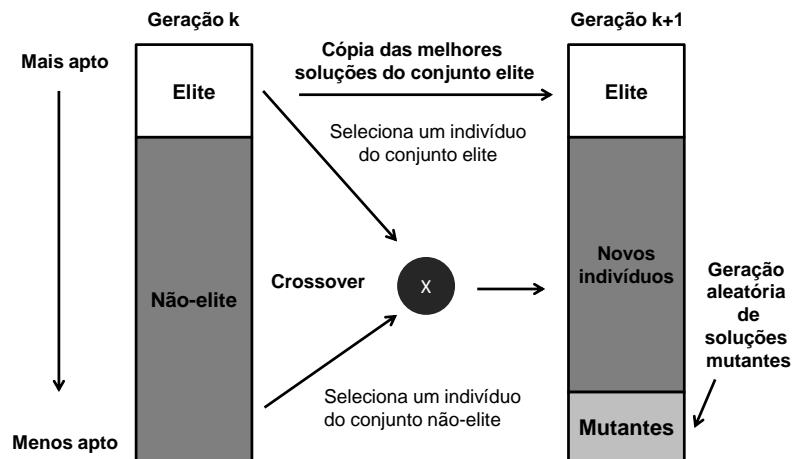 Geração k
Geração k+1
Mais apto
Cópia das melhores
soluções do conjunto elite
Elite
Elite
Seleciona um indivíduo
do conjunto elite
Novos
indivíduos
Crossover
X
Não-elite
Geração
aleatória
de
soluções
mutantes
Seleciona um indivíduo
do conjunto não-elite
Menos apto
Mutantes